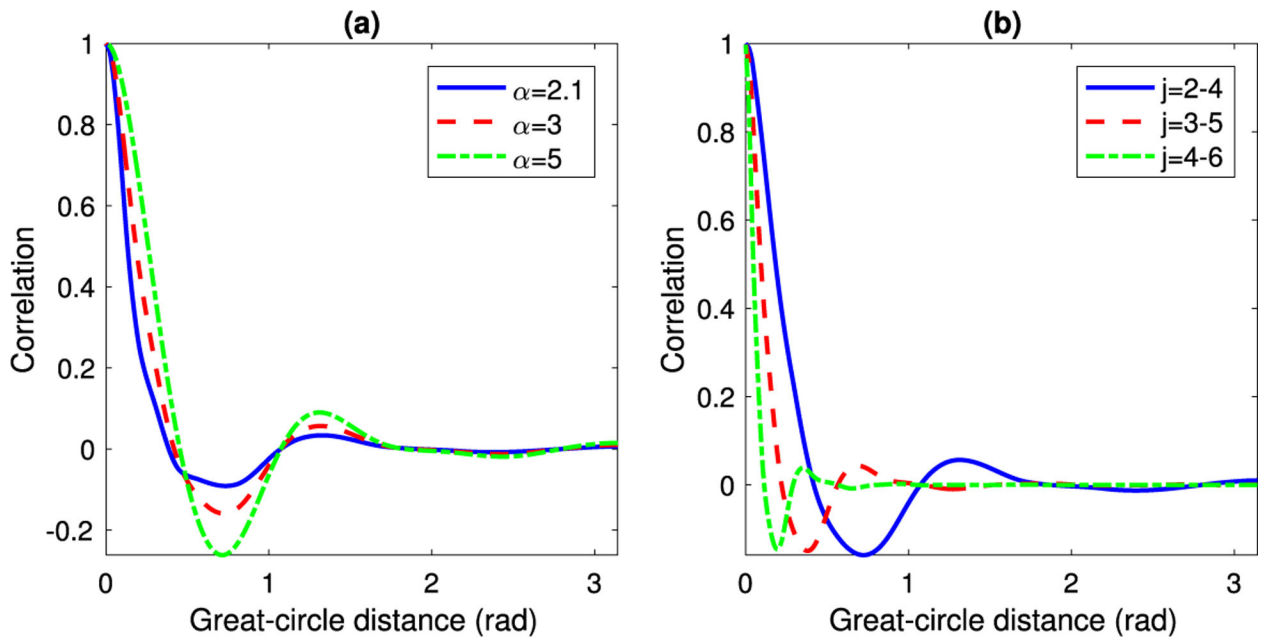 (a)
1
0.8
0.6
0.4
0.2
0
-0.2
Correlation
α=2.1
α=3
α=5
0 1 2 3
Great-circle distance (rad)
(b)
1
0.8
0.6
0.4
0.2
0
Correlation
j=2-4
j=3-5
j=4-6
0 1 2 3
Great-circle distance (rad)